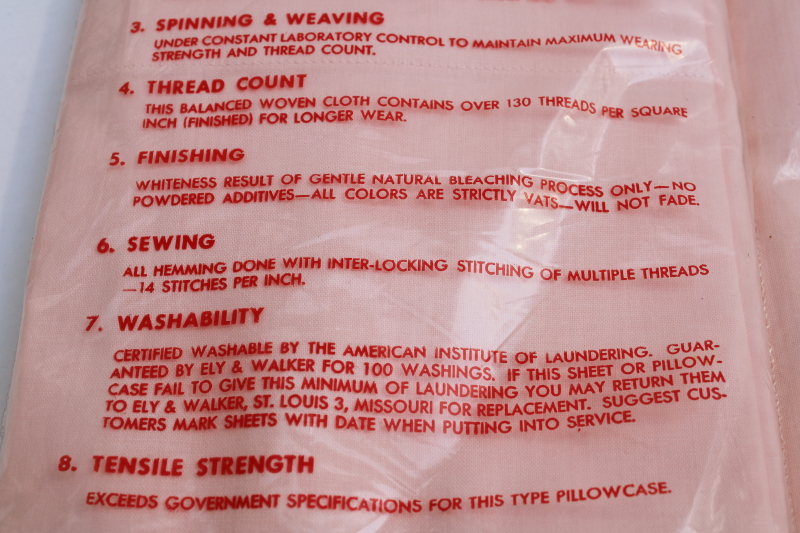 3. SPINNING & WEAVING
UNDER CONSTANT LABORATORY CONTROL TO MAINTAIN MAXIMUM WEARING
STRENGTH AND THREAD COUNT.
4. THREAD COUNT
THIS BALANCED WOVEN CLOTH CONTAINS OVER 130 THREADS PER SQUARE
INCH (FINISHED) FOR LONGER WEAR.
5. FINISHING
WHITENESS RESULT OF GENTLE NATURAL BLEACHING PROCESS ONLY—NO
POWDERED ADDITIVES—ALL COLORS ARE STRICTLY VATS—WILL NOT FADE.
6. SEWING
ALL HEMMING DONE WITH INTER-LOCKING STITCHING OF MULTIPLE THREADS
—14 STITCHES PER INCH.
7. WASHABILITY
CERTIFIED WASHABLE BY THE AMERICAN INSTITUTE OF LAUNDERING. GUAR-
ANTEED BY ELY & WALKER FOR 100 WASHINGS. IF THIS SHEET OR PILLOW-
CASE FAIL TO GIVE THIS MINIMUM OF LAUNDERING YOU MAY RETURN THEM
TO ELY & WALKER, ST. LOUIS 3, MISSOURI FOR REPLACEMENT. SUGGEST CUS-
TOMERS MARK SHEETS WITH DATE WHEN PUTTING INTO SERVICE.
8. TENSILE STRENGTH
EXCEEDS GOVERNMENT SPECIFICATIONS FOR THIS TYPE PILLOWCASE.